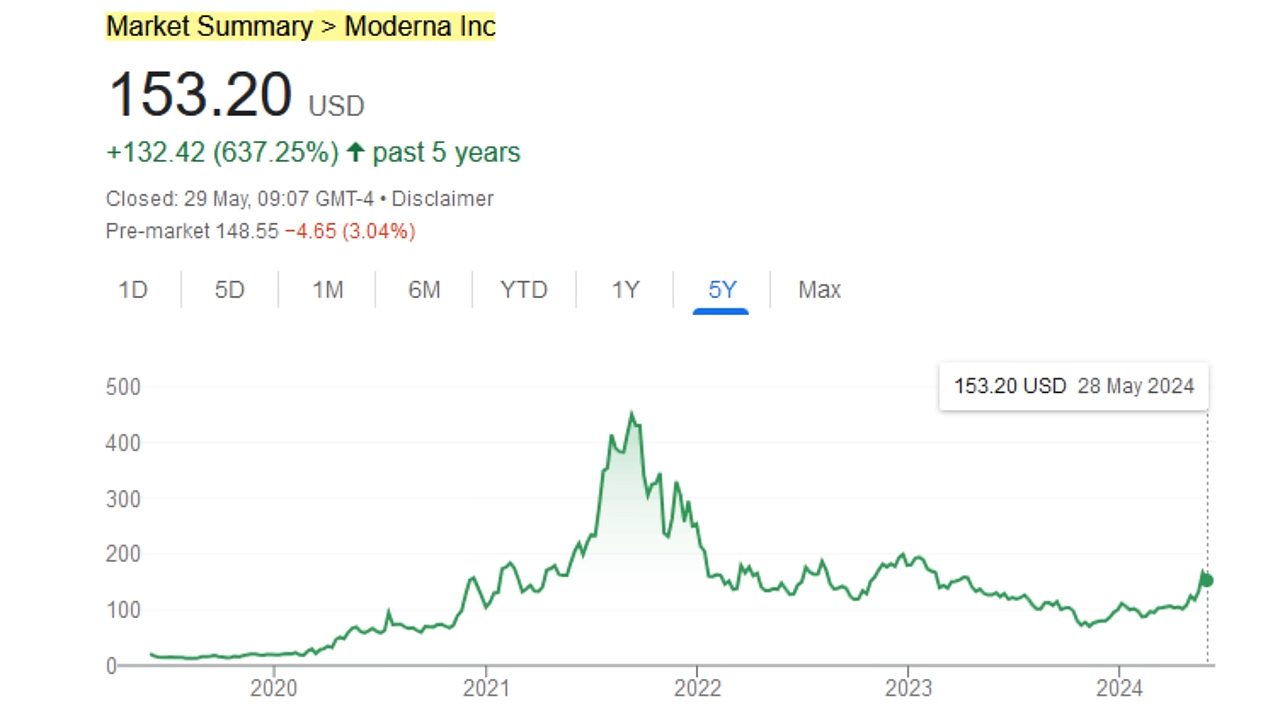 Market Summary > Moderna Inc
153.20 USD
+132.42 (637.25%) ↑ past 5 years
Closed: 29 May, 09:07 GMT-4 • Disclaimer
Pre-market 148.55 −4.65 (3.04%)
1D 5D 1M 6M YTD 1Y 5Y Max
153.20 USD 28 May 2024
500
400
300
200
100
0
2020 2021 2022 2023 2024